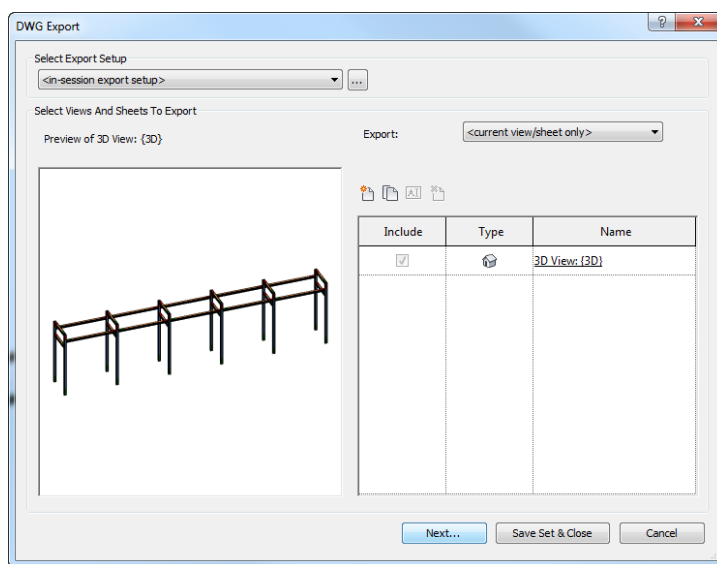 DWG Export
Select Export Setup
<in-session export setup>
...
Select Views And Sheets To Export
Preview of 3D View: {3D}
Export:
<current view/sheet only>
Include Type Name
3D View: {3D}
Next... Save Set & Close Cancel